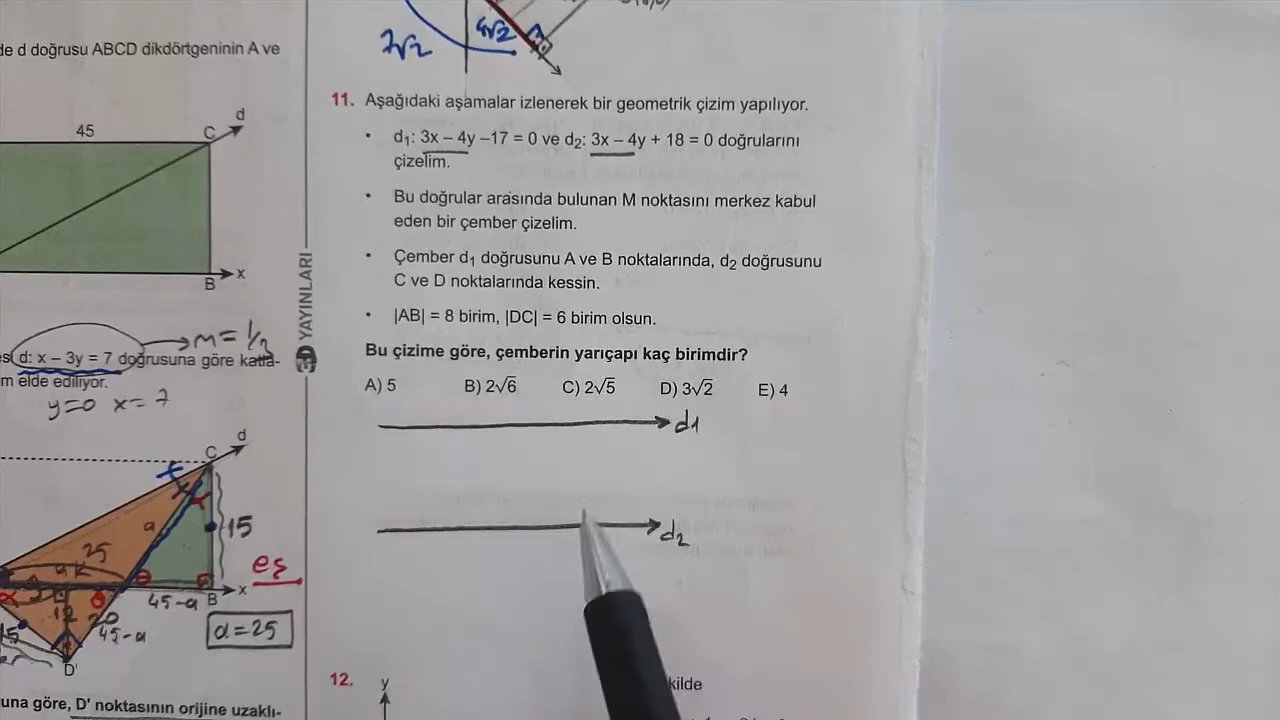 de d doğrusu ABCD dikdörtgeninin A ve
45
C
d
B
x
m = 1/3
d: x – 3y = 7 doğrusuna göre katla-
m elde ediliyor.
y=0 x=7
d
C
a
15
25
B
x
45-a
eş
12
20
45-a
15
a=25
D'
una göre, D' noktasının orijine uzaklı-
3D YAYINLARI
7√2
4√2
11. Aşağıdaki aşamalar izlenerek bir geometrik çizim yapılıyor.
• d₁: 3x – 4y –17 = 0 ve d₂: 3x – 4y + 18 = 0 doğrularını
çizelim.
• Bu doğrular arasında bulunan M noktasını merkez kabul
eden bir çember çizelim.
• Çember d₁ doğrusunu A ve B noktalarında, d₂ doğrusunu
C ve D noktalarında kessin.
• |AB| = 8 birim, |DC| = 6 birim olsun.
Bu çizime göre, çemberin yarıçapı kaç birimdir?
A) 5 B) 2√6 C) 2√5 D) 3√2 E) 4
d1
d2
12. y
kilde